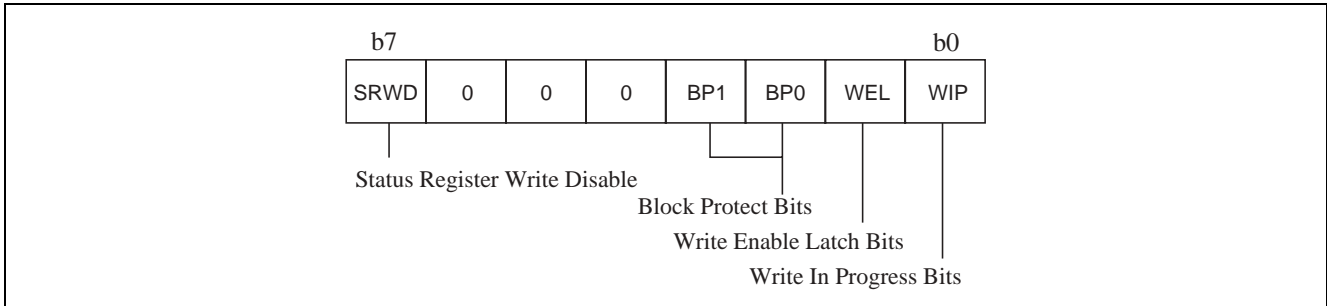 b7 b0
SRWD 0 0 0 BP1 BP0 WEL WIP
Status Register Write Disable
Block Protect Bits
Write Enable Latch Bits
Write In Progress Bits